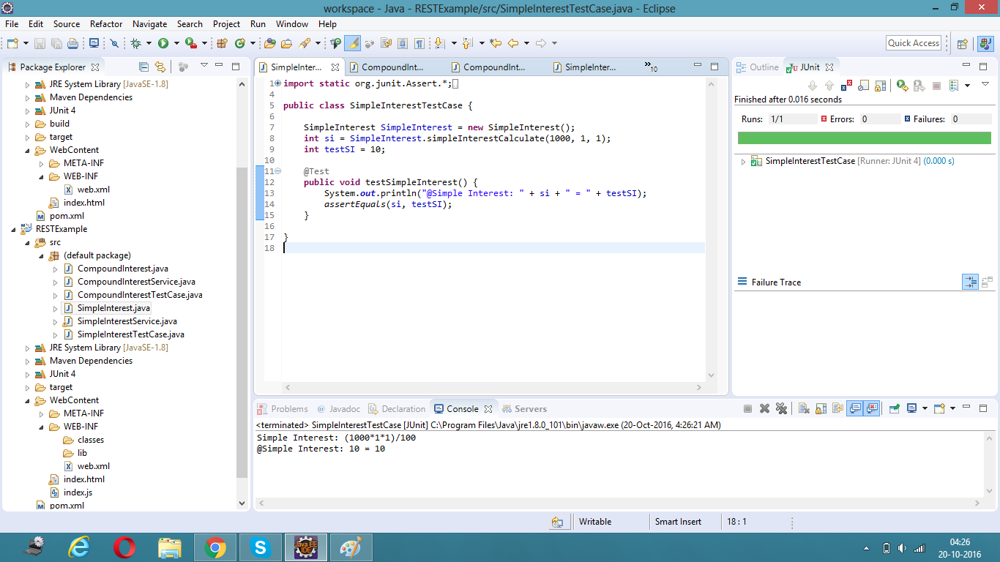 workspace - Java - RESTExample/src/SimpleInterestTestCase.java - Eclipse
File Edit Source Refactor Navigate Search Project Run Window Help
Quick Access
Package Explorer
JRE System Library [JavaSE-1.8]
Maven Dependencies
JUnit 4
build
target
WebContent
META-INF
WEB-INF
web.xml
index.html
pom.xml
RESTExample
src
(default package)
CompoundInterest.java
CompoundInterestService.java
CompoundInterestTestCase.java
SimpleInterest.java
SimpleInterestService.java
SimpleInterestTestCase.java
JRE System Library [JavaSE-1.8]
Maven Dependencies
JUnit 4
target
WebContent
META-INF
WEB-INF
classes
lib
web.xml
index.html
index.js
pom.xml
SimpleInter... CompoundInt... CompoundInt... SimpleInter... »10
1 import static org.junit.Assert.*;
4
5 public class SimpleInterestTestCase {
6
7 SimpleInterest SimpleInterest = new SimpleInterest();
8 int si = SimpleInterest.simpleInterestCalculate(1000, 1, 1);
9 int testSI = 10;
10
11 @Test
12 public void testSimpleInterest() {
13 System.out.println("@Simple Interest: " + si + " = " + testSI);
14 assertEquals(si, testSI);
15 }
16
17 }
18
Outline JUnit
Finished after 0.016 seconds
Runs: 1/1 Errors: 0 Failures: 0
SimpleInterestTestCase [Runner: JUnit 4] (0.000 s)
Failure Trace
Problems @ Javadoc Declaration Console Servers
<terminated> SimpleInterestTestCase [JUnit] C:\Program Files\Java\jre1.8.0_101\bin\javaw.exe (20-Oct-2016, 4:26:21 AM)
Simple Interest: (1000*1*1)/100
@Simple Interest: 10 = 10
Writable Smart Insert 18 : 1
Java EE
IDE
04:26
20-10-2016